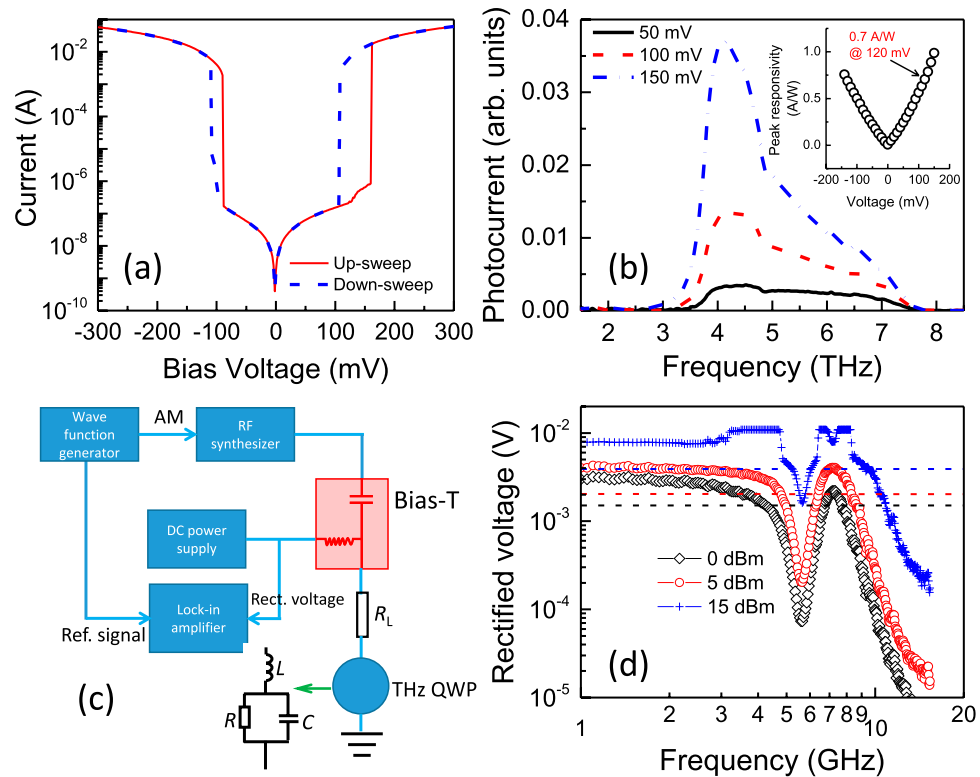 10⁻²
10⁻⁴
10⁻⁶
10⁻⁸
10⁻¹⁰
Current (A)
(a)
Up-sweep
Down-sweep
-300 -200 -100 0 100 200 300
Bias Voltage (mV)
0.04
0.03
0.02
0.01
0.00
Photocurrent (arb. units)
50 mV
100 mV
150 mV
0.7 A/W
@ 120 mV
1.0
0.5
0.0
Peak responsivity
(A/W)
-200 -100 0 100 200
Voltage (mV)
(b)
2 3 4 5 6 7 8
Frequency (THz)
Wave
function
generator
AM
RF
synthesizer
Bias-T
DC power
supply
Lock-in
amplifier
Rect. voltage
Ref. signal
R_L
THz QWP
L
R
C
(c)
10⁻²
10⁻³
10⁻⁴
10⁻⁵
Rectified voltage (V)
0 dBm
5 dBm
15 dBm
(d)
1 2 3 4 5 6 7 8 9 10 20
Frequency (GHz)